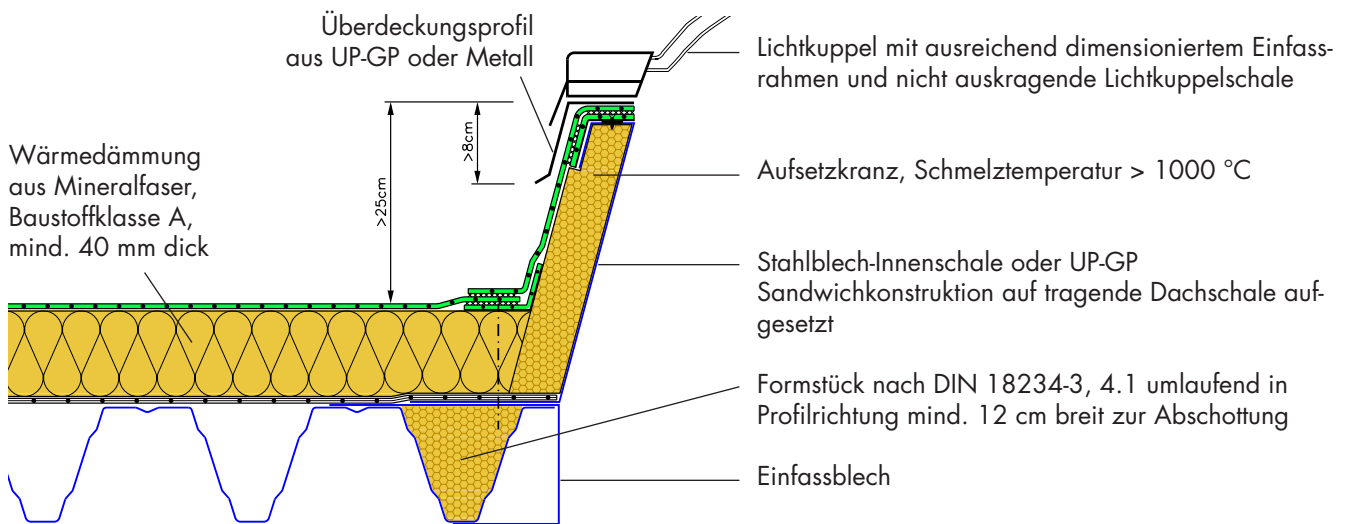 Überdeckungsprofil
aus UP-GP oder Metall
Lichtkuppel mit ausreichend dimensioniertem Einfass-
rahmen und nicht auskragende Lichtkuppelschale
>8cm
>25cm
Wärmedämmung
aus Mineralfaser,
Baustoffklasse A,
mind. 40 mm dick
Aufsetzkranz, Schmelztemperatur > 1000 °C
Stahlblech-Innenschale oder UP-GP
Sandwichkonstruktion auf tragende Dachschale auf-
gesetzt
Formstück nach DIN 18234-3, 4.1 umlaufend in
Profilrichtung mind. 12 cm breit zur Abschottung
Einfassblech